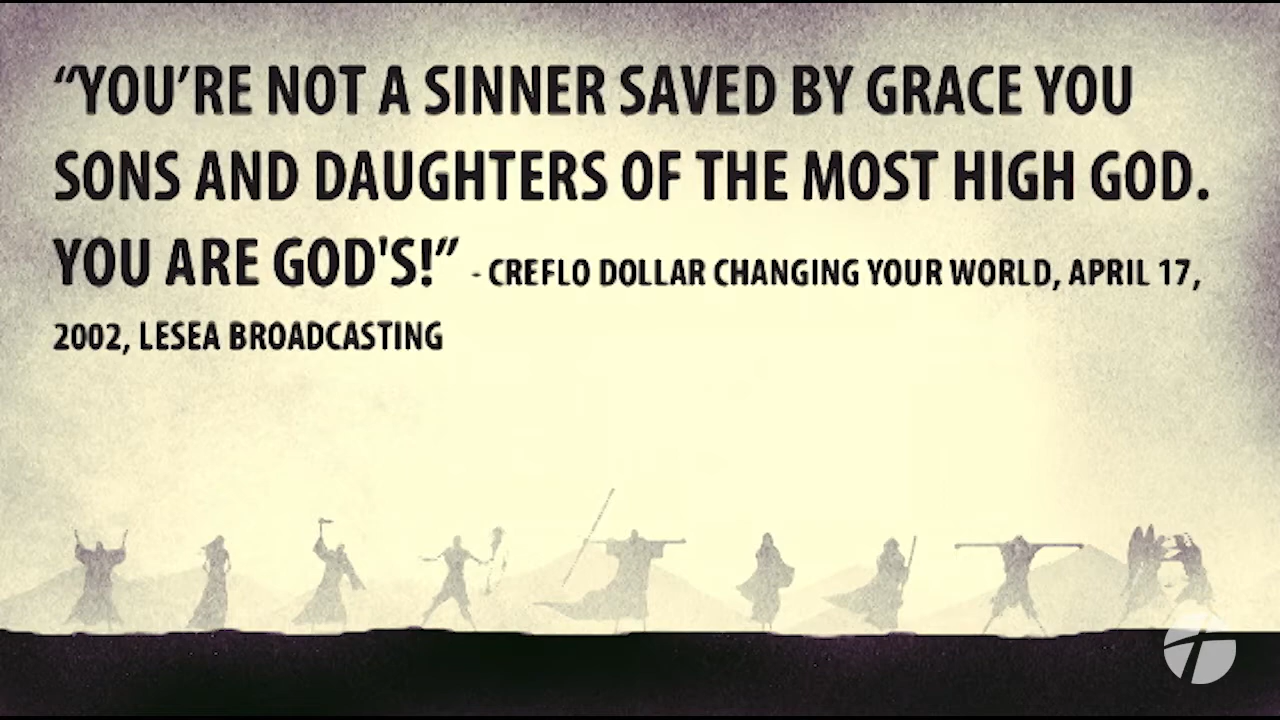 “YOU’RE NOT A SINNER SAVED BY GRACE YOU
SONS AND DAUGHTERS OF THE MOST HIGH GOD.
YOU ARE GOD'S!” - CREFLO DOLLAR CHANGING YOUR WORLD, APRIL 17,
2002, LESEA BROADCASTING